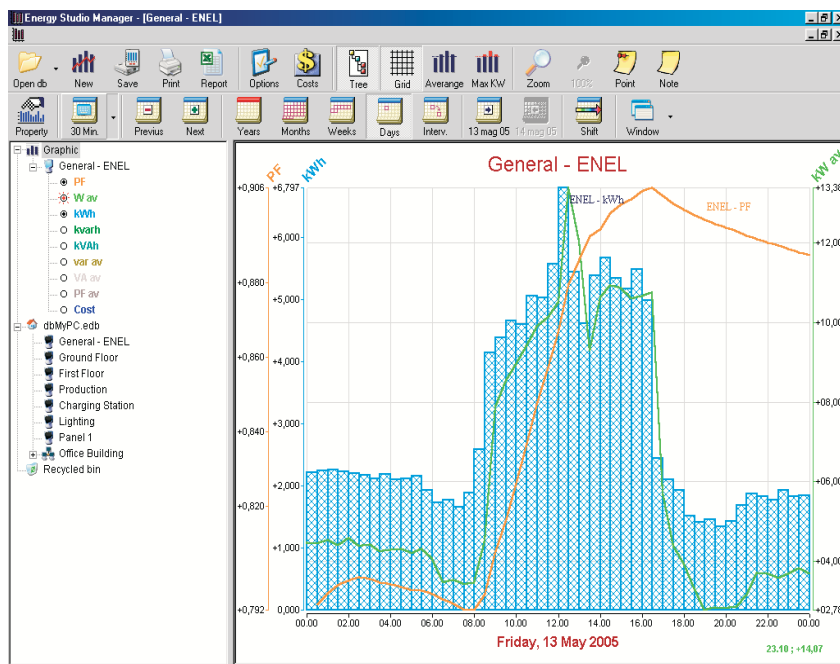 Energy Studio Manager - [General - ENEL]
Open db New Save Print Report Options Costs Tree Grid Averange Max KW Zoom 100% Point Note
Property 30 Min. Previus Next Years Months Weeks Days Interv. 13 mag 05 14 mag 05 Shift Window
Graphic
General - ENEL
PF
W av
kWh
kvarh
kVAh
var av
VA av
PF av
Cost
dbMyPC.edb
General - ENEL
Ground Floor
First Floor
Production
Charging Station
Lighting
Panel 1
Office Building
Recycled bin
General - ENEL
PF
kWh
kW av
+0,906
+0,880
+0,860
+0,840
+0,820
+0,792
+6,797
+6,000
+5,000
+4,000
+3,000
+2,000
+1,000
0,000
ENEL - kWh
ENEL - PF
+13,38
+12,00
+10,00
+08,00
+06,00
+04,00
+02,78
00.00 02.00 04.00 06.00 08.00 10.00 12.00 14.00 16.00 18.00 20.00 22.00 00.00
Friday, 13 May 2005
23.10 ; +14,07